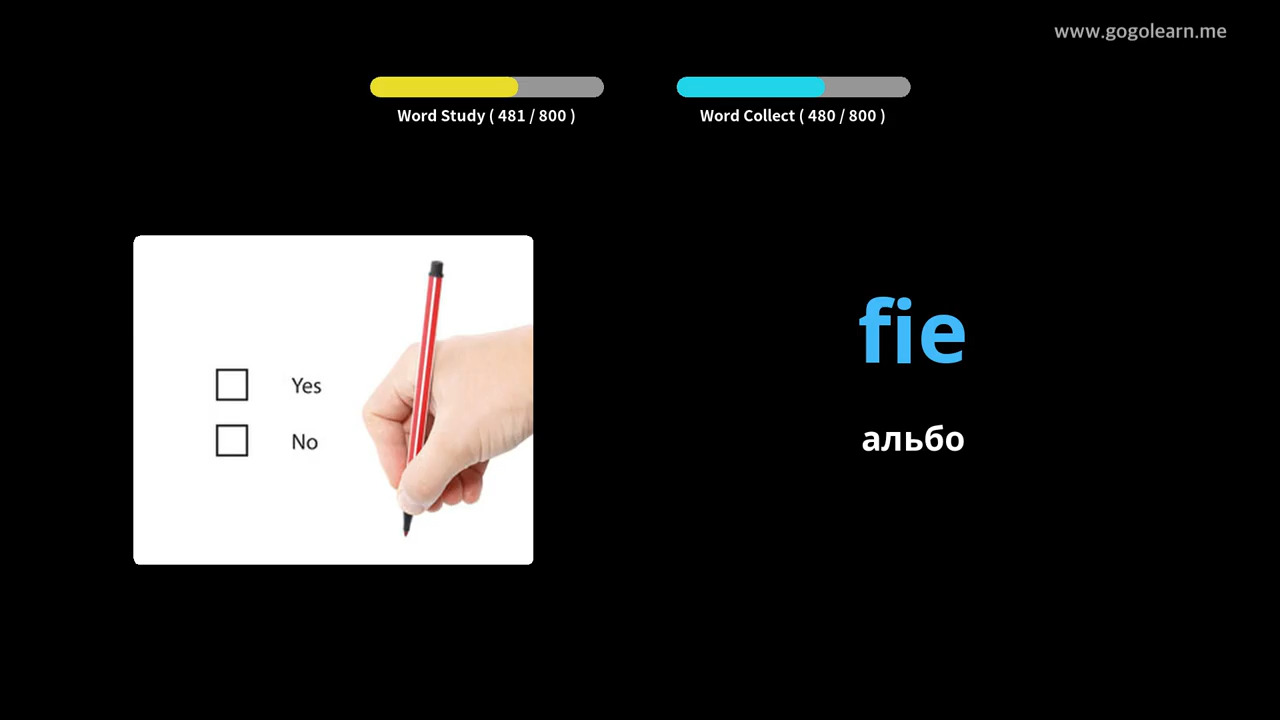 www.gogolearn.me
Word Study ( 481 / 800 )
Word Collect ( 480 / 800 )
Yes
No
fie
альбо